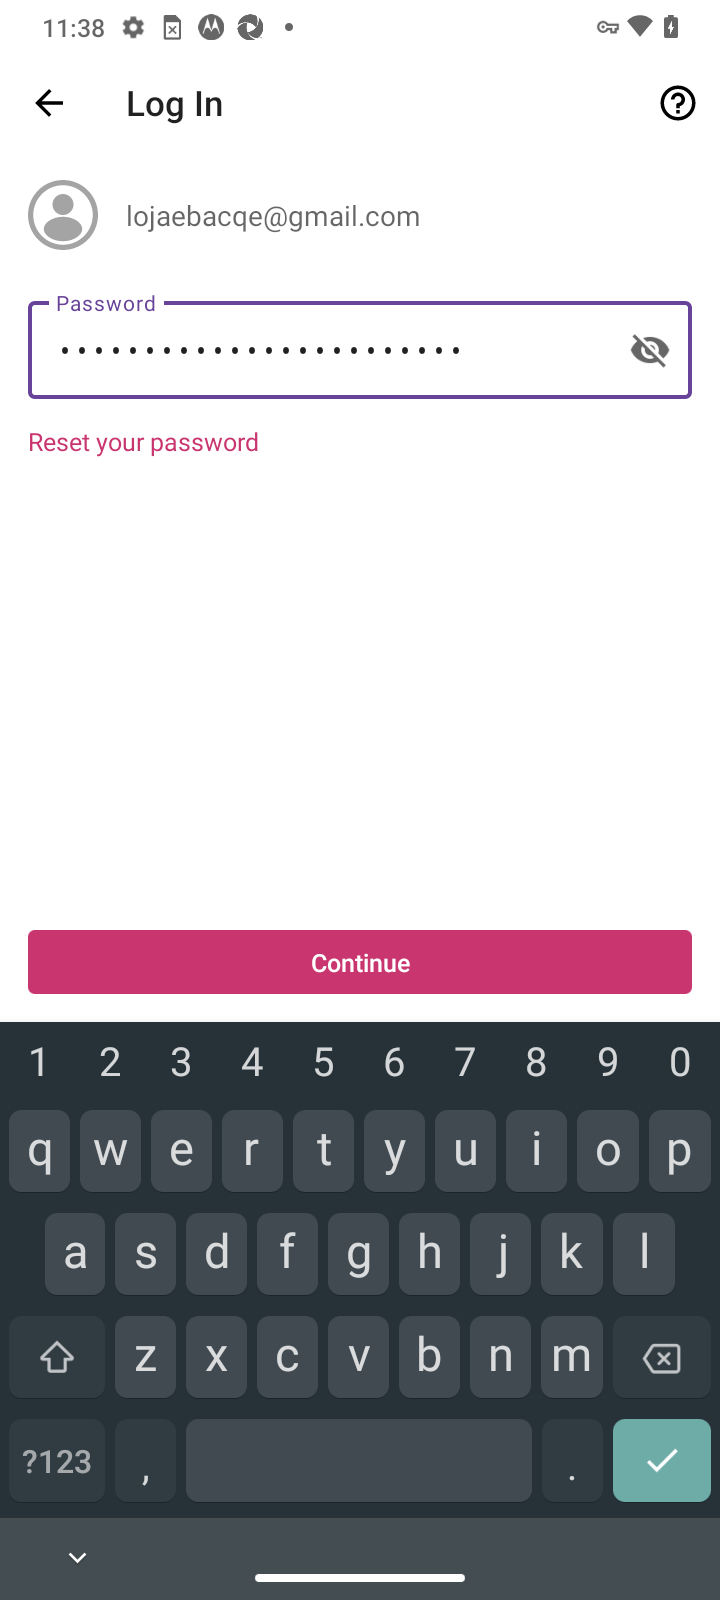 11:38
Log In
lojaebacqe@gmail.com
Password
••••••••••••••••••••••••
Reset your password
Continue
1 2 3 4 5 6 7 8 9 0
q w e r t y u i o p
a s d f g h j k l
z x c v b n m
?123 , .